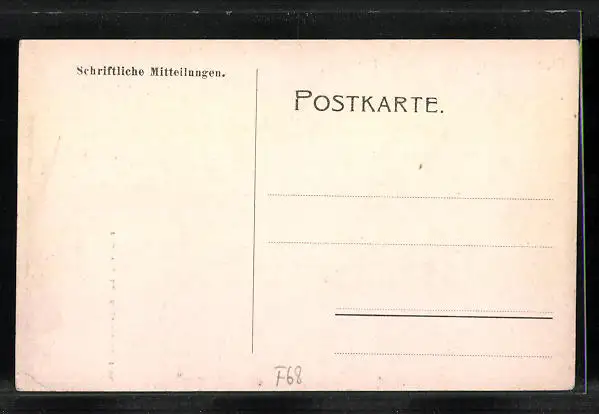 Schriftliche Mitteilungen.
POSTKARTE.
F68